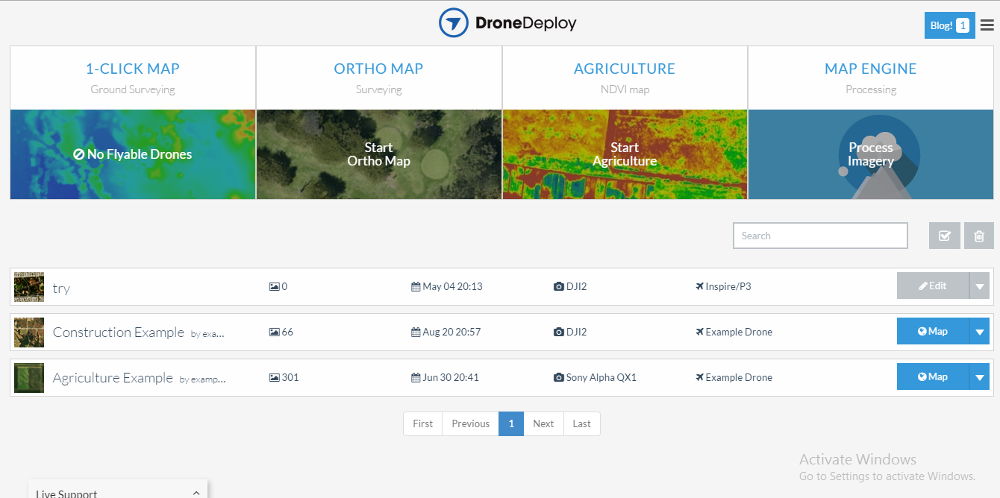 DroneDeploy
Blog! 1
1-CLICK MAP
Ground Surveying
ORTHO MAP
Surveying
AGRICULTURE
NDVI map
MAP ENGINE
Processing
No Flyable Drones
Start
Ortho Map
Start
Agriculture
Process
Imagery
Search
try 0 May 04 20:13 DJI2 Inspire/P3 Edit
Construction Example by exa... 66 Aug 20 20:57 DJI2 Example Drone Map
Agriculture Example by examp... 301 Jun 30 20:41 Sony Alpha QX1 Example Drone Map
First Previous 1 Next Last
Activate Windows
Go to Settings to activate Windows.
Live Support